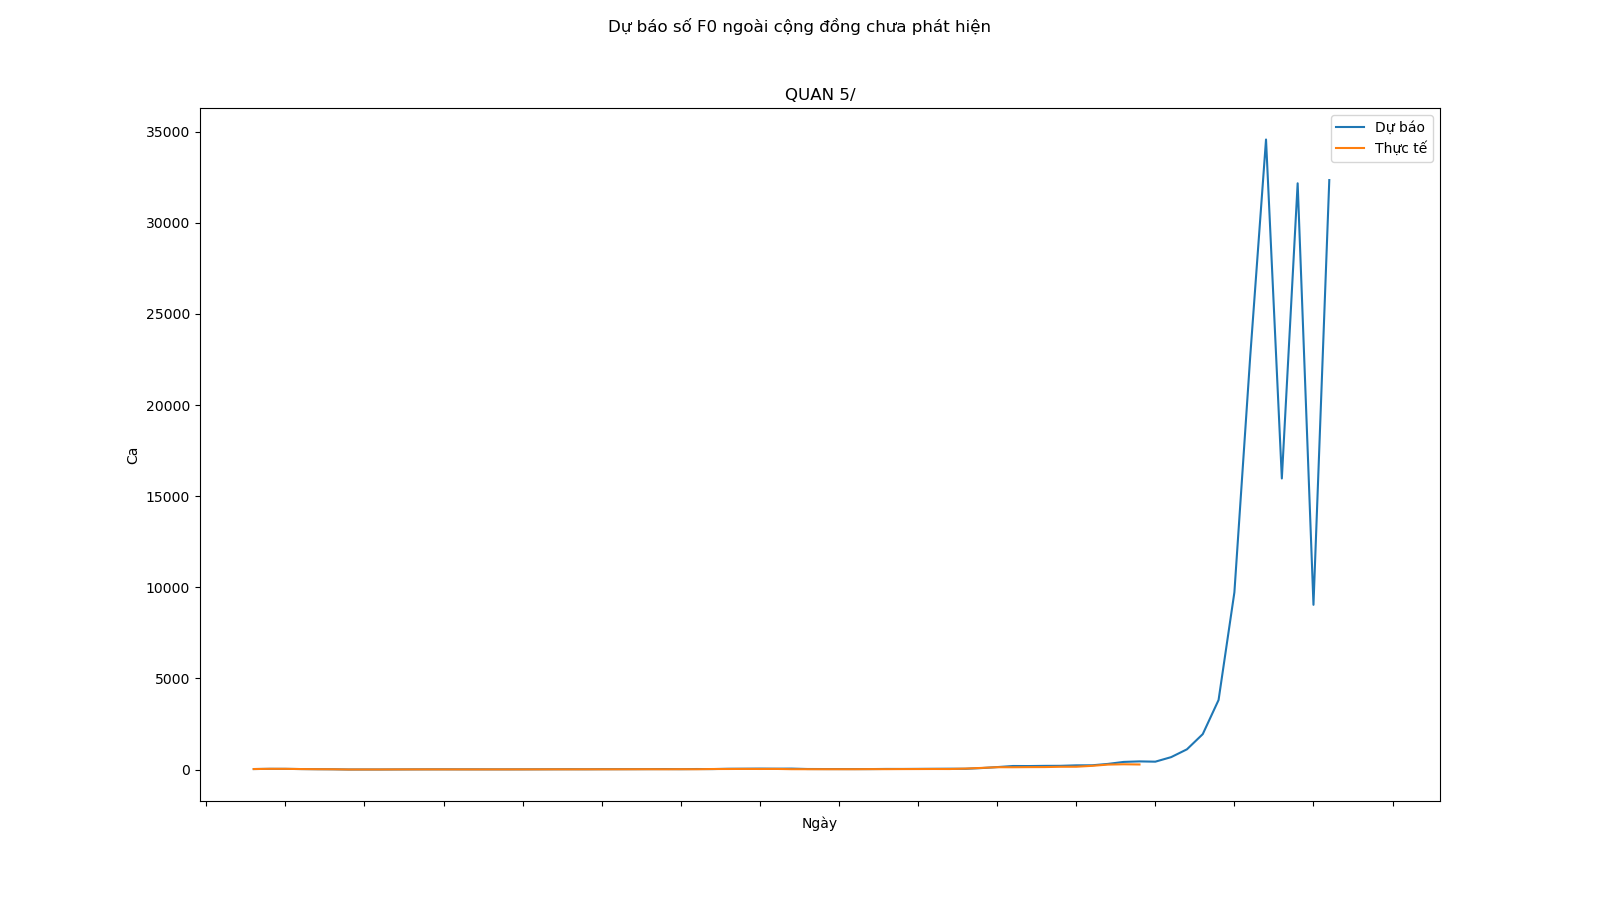 Dự báo số F0 ngoài cộng đồng chưa phát hiện
QUAN 5/
Dự báo
Thực tế
35000
30000
25000
20000
15000
10000
5000
0
Ca
Ngày